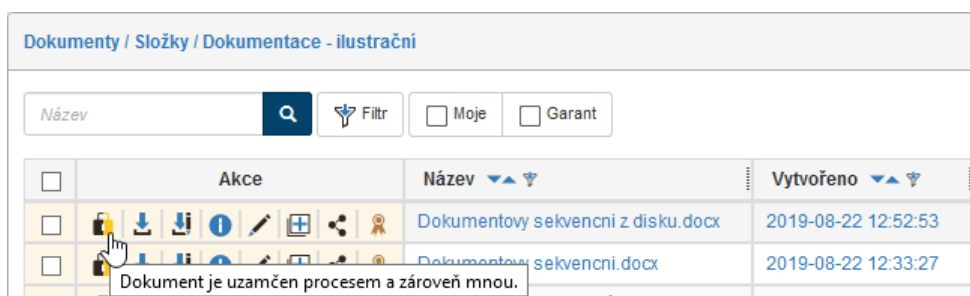 Dokumenty / Složky / Dokumentace - ilustrační
Název Filtr Moje Garant
Akce Název Vytvořeno
Dokumentovy sekvencni z disku.docx 2019-08-22 12:52:53
Dokumentovy sekvencni.docx 2019-08-22 12:33:27
Dokument je uzamčen procesem a zároveň mnou.